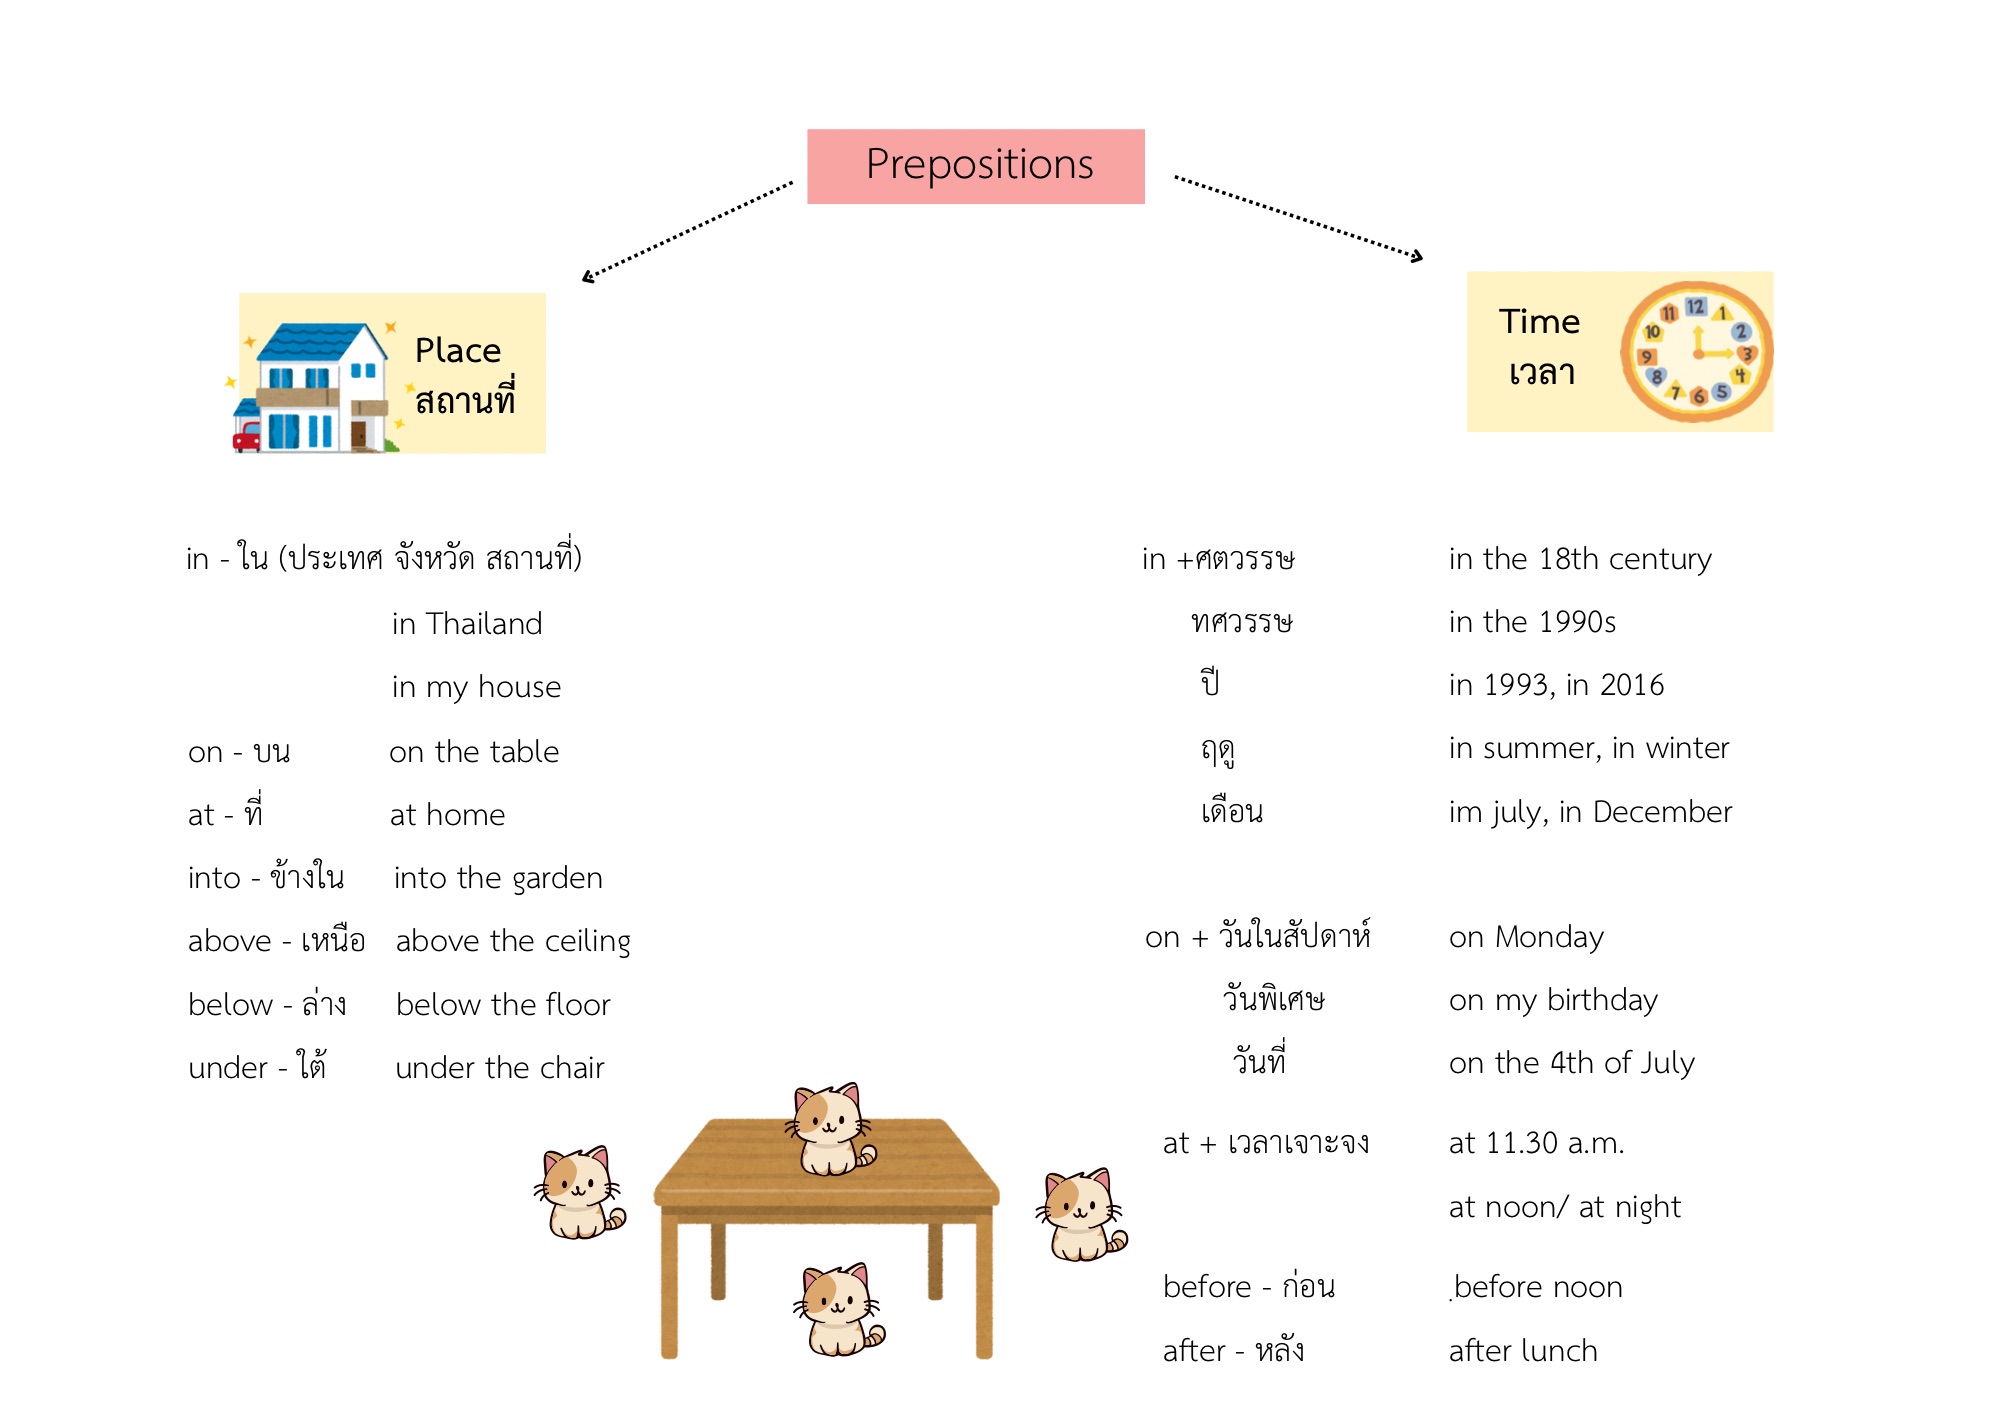 Prepositions
Place
สถานที่
Time
เวลา
12
1
2
3
4
5
6
7
8
9
10
11
in - ใน (ประเทศ จังหวัด สถานที่)
in Thailand
in my house
on - บน on the table
at - ที่ at home
into - ข้างใน into the garden
above - เหนือ above the ceiling
below - ล่าง below the floor
under - ใต้ under the chair
in +ศตวรรษ in the 18th century
ทศวรรษ in the 1990s
ปี in 1993, in 2016
ฤดู in summer, in winter
เดือน im july, in December
on + วันในสัปดาห์ on Monday
วันพิเศษ on my birthday
วันที่ on the 4th of July
at + เวลาเจาะจง at 11.30 a.m.
at noon/ at night
before - ก่อน .before noon
after - หลัง after lunch